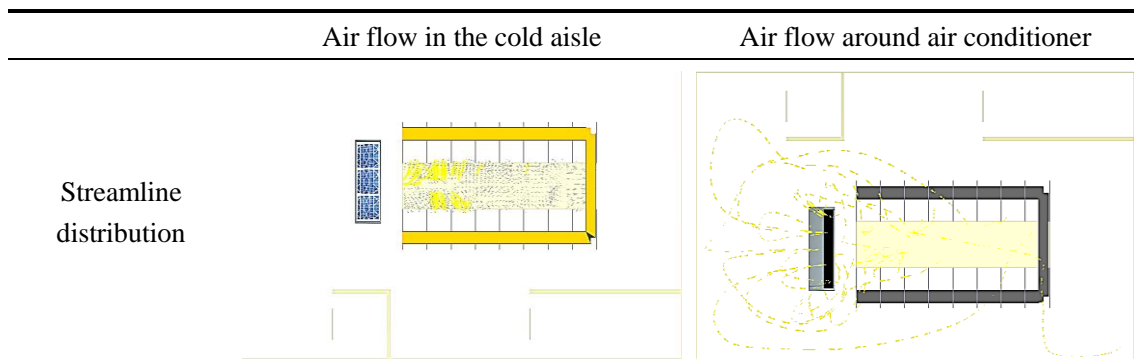 Air flow in the cold aisle
Air flow around air conditioner
Streamline
distribution